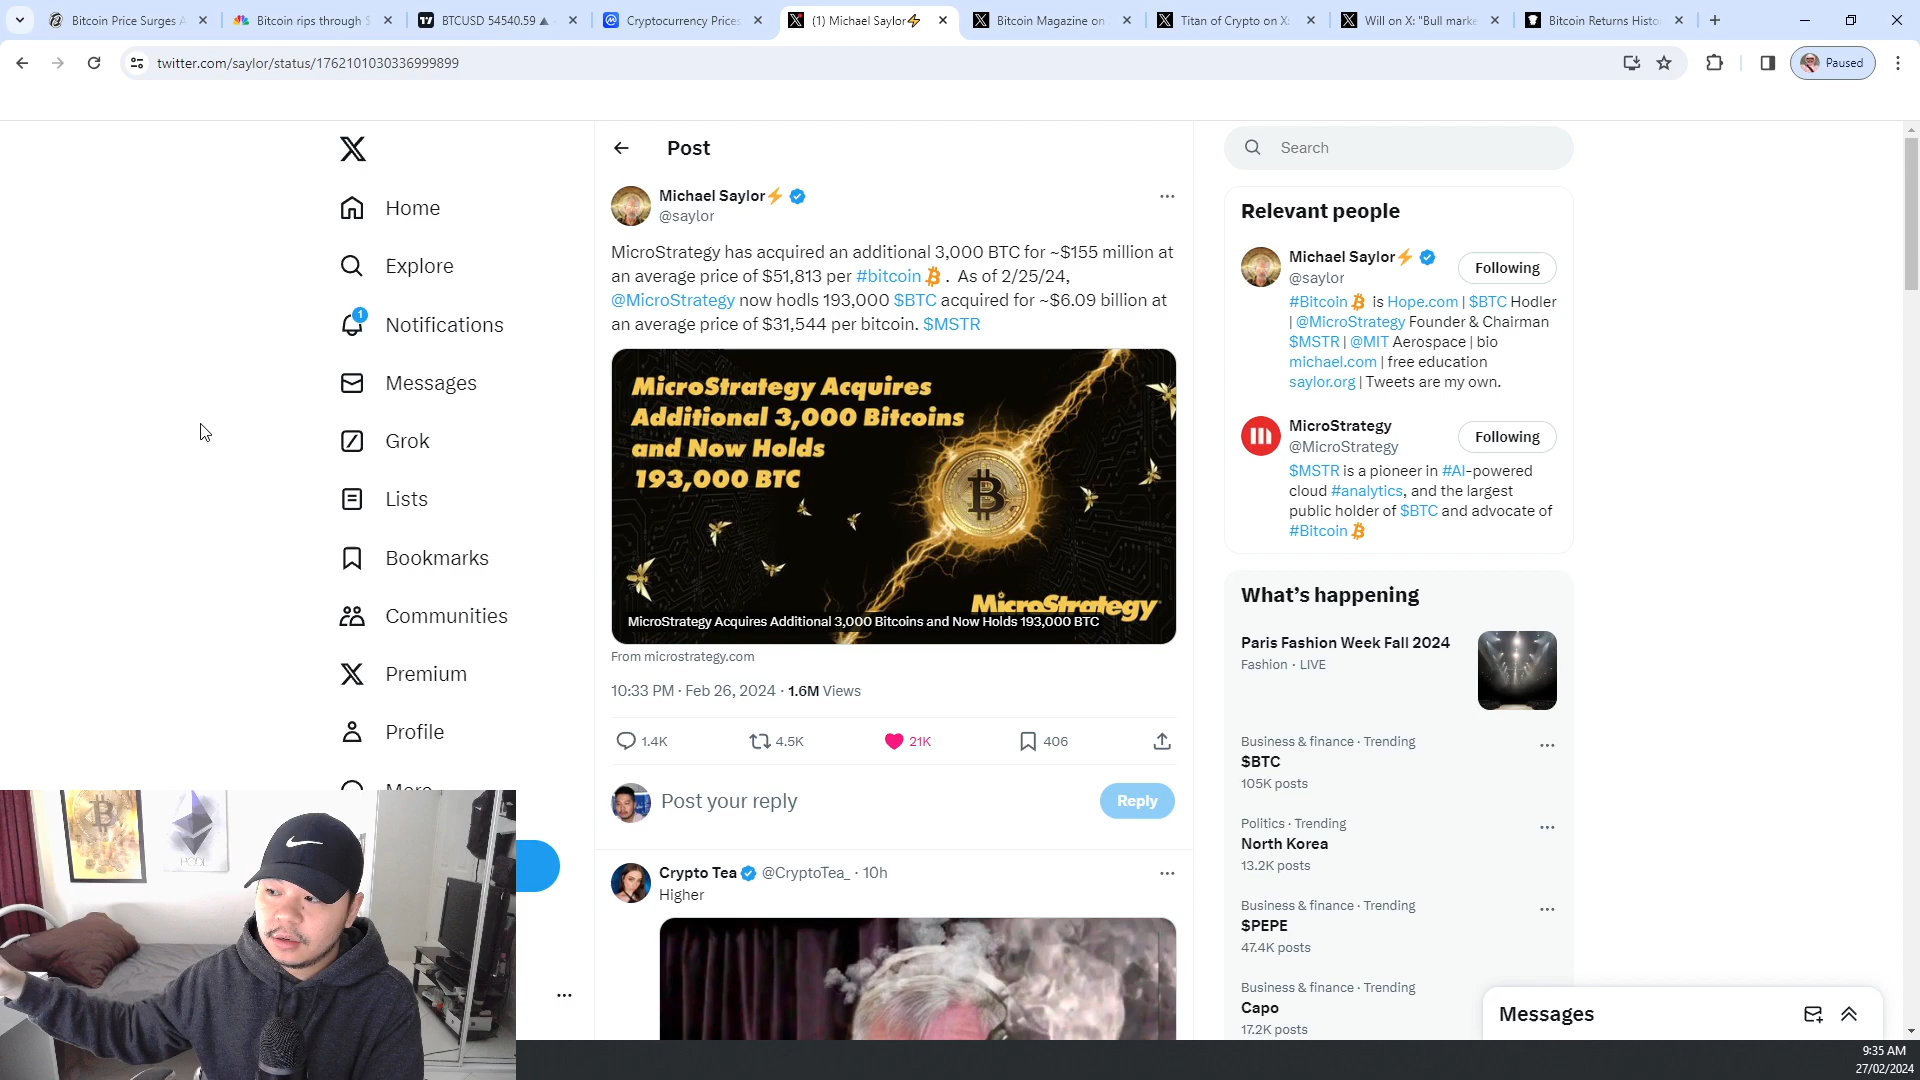 Bitcoin Price Surges A
Bitcoin rips through $
BTCUSD 54540.59 ▲
Cryptocurrency Prices
(1) Michael Saylor⚡
Bitcoin Magazine on
Titan of Crypto on X:
Will on X: "Bull marke
Bitcoin Returns Histo
twitter.com/saylor/status/1762101030336999899
Paused
Home
Explore
1
Notifications
Messages
Grok
Lists
Bookmarks
Communities
Premium
Profile
Post
Michael Saylor⚡
@saylor
MicroStrategy has acquired an additional 3,000 BTC for ~$155 million at
an average price of $51,813 per #bitcoin. As of 2/25/24,
@MicroStrategy now hodls 193,000 $BTC acquired for ~$6.09 billion at
an average price of $31,544 per bitcoin. $MSTR
MicroStrategy Acquires
Additional 3,000 Bitcoins
and Now Holds
193,000 BTC
MicroStrategy
MicroStrategy Acquires Additional 3,000 Bitcoins and Now Holds 193,000 BTC
From microstrategy.com
10:33 PM · Feb 26, 2024 · 1.6M Views
1.4K
4.5K
21K
406
Post your reply
Reply
Crypto Tea @CryptoTea_ · 10h
Higher
Search
Relevant people
Michael Saylor⚡
@saylor
Following
#Bitcoin is Hope.com | $BTC Hodler
| @MicroStrategy Founder & Chairman
$MSTR | @MIT Aerospace | bio
michael.com | free education
saylor.org | Tweets are my own.
MicroStrategy
@MicroStrategy
Following
$MSTR is a pioneer in #AI-powered
cloud #analytics, and the largest
public holder of $BTC and advocate of
#Bitcoin
What's happening
Paris Fashion Week Fall 2024
Fashion · LIVE
Business & finance · Trending
$BTC
105K posts
Politics · Trending
North Korea
13.2K posts
Business & finance · Trending
$PEPE
47.4K posts
Business & finance · Trending
Capo
17.2K posts
Messages
HODL
9:35 AM
27/02/2024